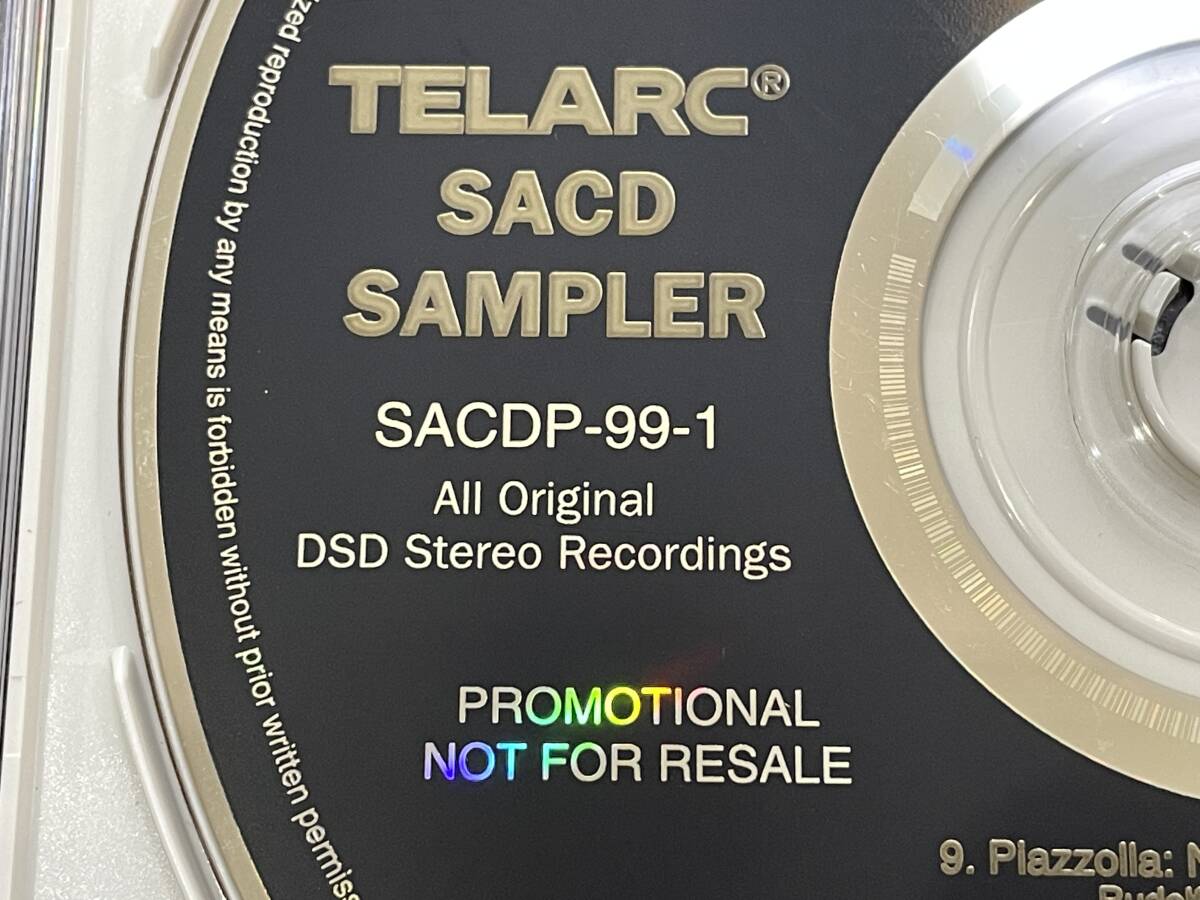 TELARC®
SACD
SAMPLER
SACDP-99-1
All Original
DSD Stereo Recordings
PROMOTIONAL
NOT FOR RESALE
9. Piazzolla:
reproduction by any means is forbidden without prior written